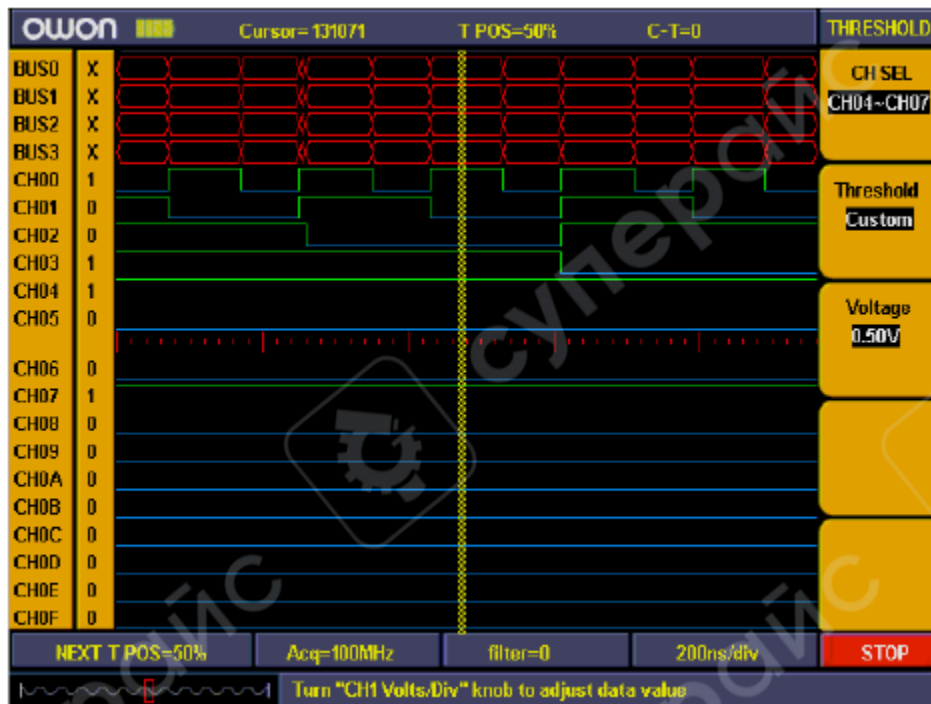 OWON Cursor=131071 T POS=50% C-T=0 THRESHOLD
BUS0 X
BUS1 X
BUS2 X
BUS3 X
CH00 1
CH01 0
CH02 0
CH03 1
CH04 1
CH05 0
CH06 0
CH07 1
CH08 0
CH09 0
CH0A 0
CH0B 0
CH0C 0
CH0D 0
CH0E 0
CH0F 0
CH SEL
CH04~CH07
Threshold
Custom
Voltage
0.50V
NEXT T POS=50% Acq=100MHz filter=0 200ns/div STOP
Turn "CH1 Volts/Div" knob to adjust data value
суперайс